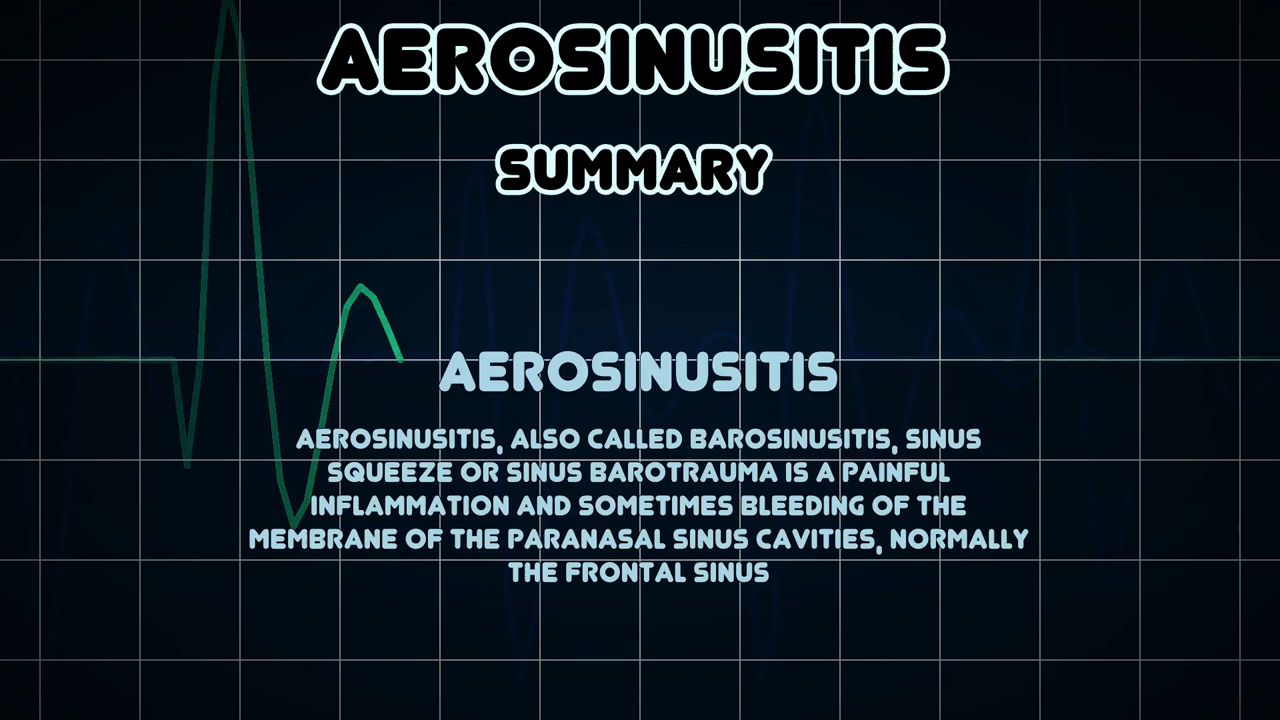 AEROSINUSITIS
SUMMARY
AEROSINUSITIS
AEROSINUSITIS, ALSO CALLED BAROSINUSITIS, SINUS
SQUEEZE OR SINUS BAROTRAUMA IS A PAINFUL
INFLAMMATION AND SOMETIMES BLEEDING OF THE
MEMBRANE OF THE PARANASAL SINUS CAVITIES, NORMALLY
THE FRONTAL SINUS